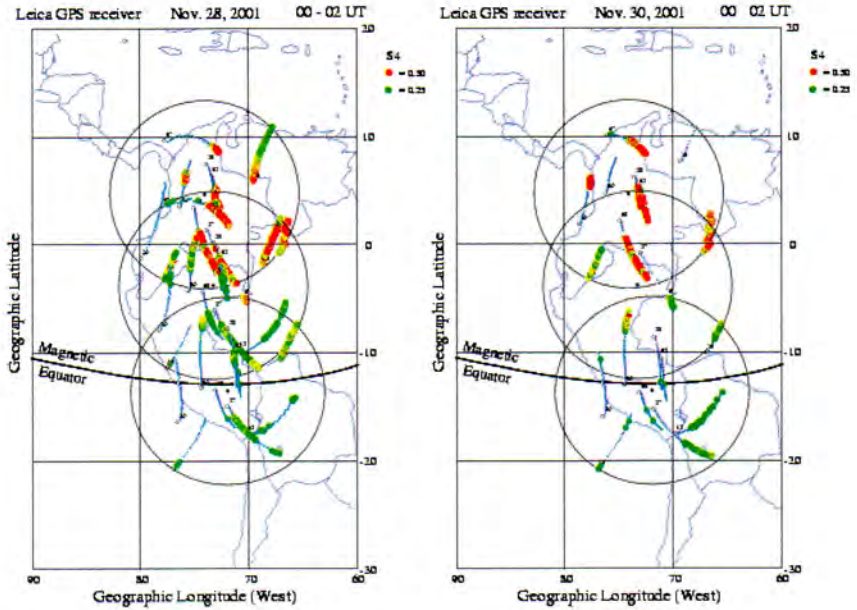 Leica GPS receiver Nov. 28, 2001 00 - 02 UT
20
S4
= 0.50
= 0.25
10
0
Geographic Latitude
Magnetic
Equator
-10
-20
-30
90 80 70 60
Geographic Longitude (West)
Leica GPS receiver Nov. 30, 2001 00 02 UT
20
S4
= 0.50
= 0.25
10
0
Geographic Latitude
Magnetic
Equator
-10
-20
-30
90 80 70 60
Geographic Longitude (West)